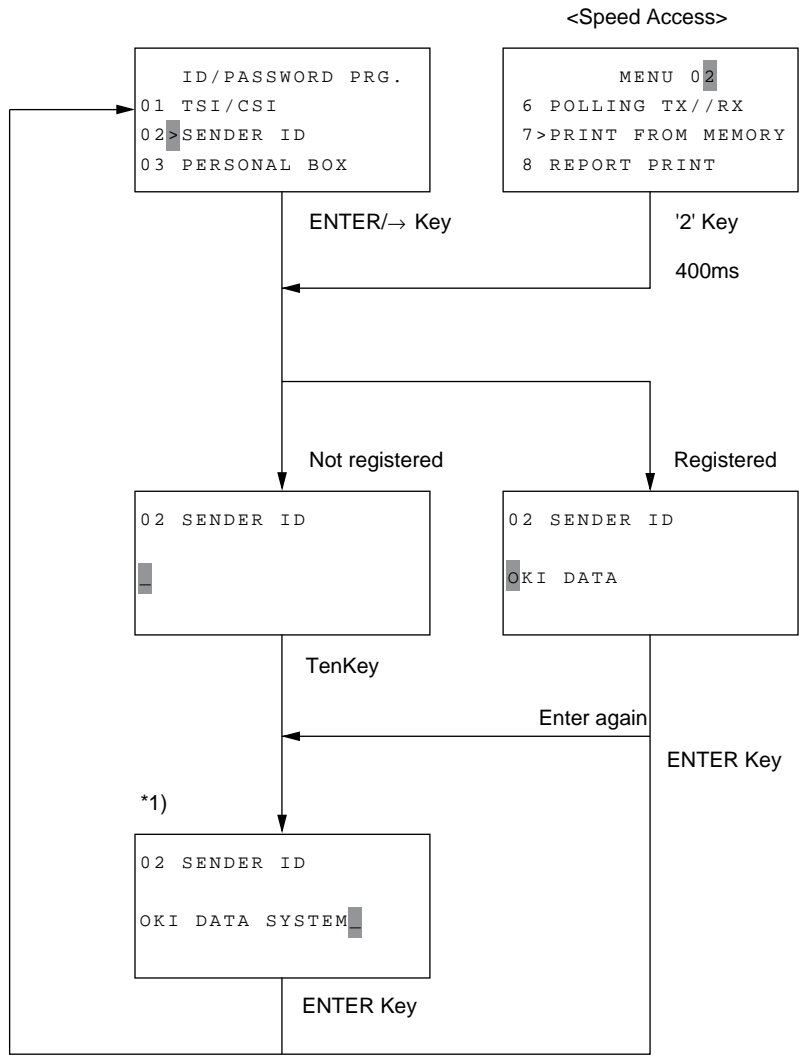 <Speed Access>
ID/PASSWORD PRG.
01 TSI/CSI
02>SENDER ID
03 PERSONAL BOX
MENU 02
6 POLLING TX//RX
7>PRINT FROM MEMORY
8 REPORT PRINT
ENTER/→ Key
'2' Key
400ms
Not registered
Registered
02 SENDER ID
_
02 SENDER ID
OKI DATA
TenKey
Enter again
ENTER Key
*1)
02 SENDER ID
OKI DATA SYSTEM_
ENTER Key